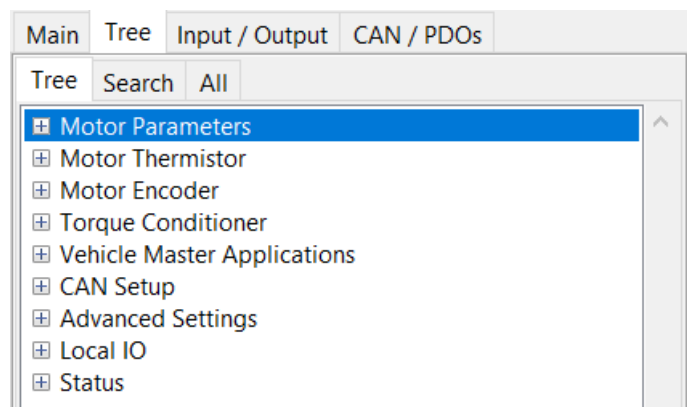 Main Tree Input / Output CAN / PDOs
Tree Search All
Motor Parameters
Motor Thermistor
Motor Encoder
Torque Conditioner
Vehicle Master Applications
CAN Setup
Advanced Settings
Local IO
Status